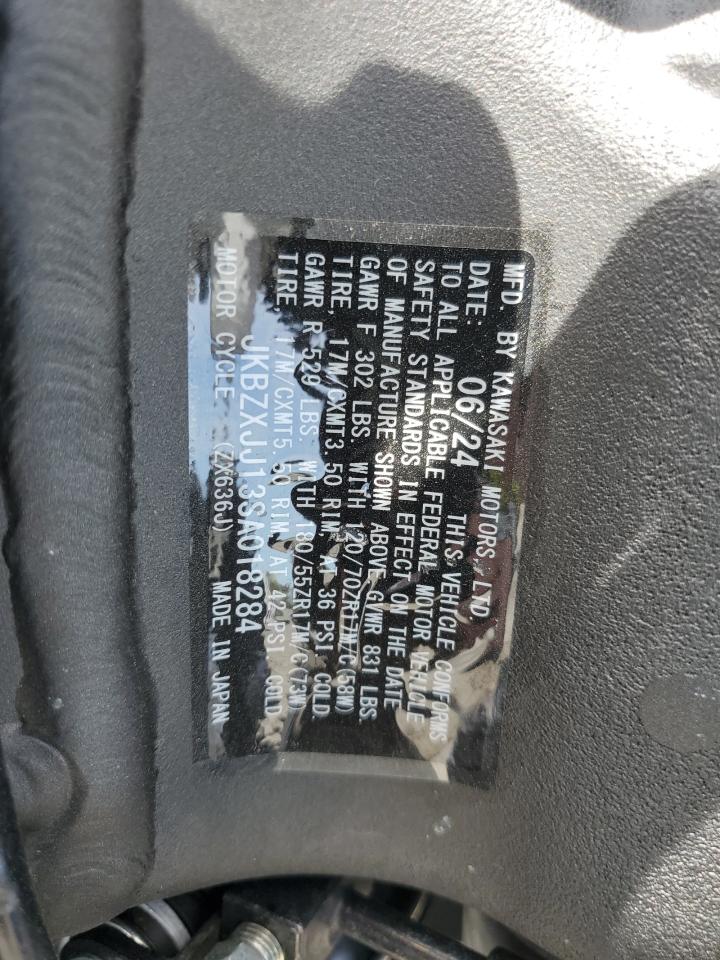 MFD. BY KAWASAKI MOTORS, LTD.
DATE: 06/24 THIS VEHICLE CONFORMS
TO ALL APPLICABLE FEDERAL MOTOR VEHICLE
SAFETY STANDARDS IN EFFECT ON THE DATE
OF MANUFACTURE SHOWN ABOVE GVWR 831 LBS.
GAWR F 302 LBS. WITH 120/70ZR17M/C(58W)
TIRE, 17M/CXMT3.50 RIM. AT 36 PSI COLD.
GAWR R 529 LBS. WITH 180/55ZR17M/C(73W)
TIRE, 17M/CXMT5.50 RIM.AT 42 PSI COLD
JKBZXJJ13SA018284
MOTOR CYCLE (ZX636J) MADE IN JAPAN